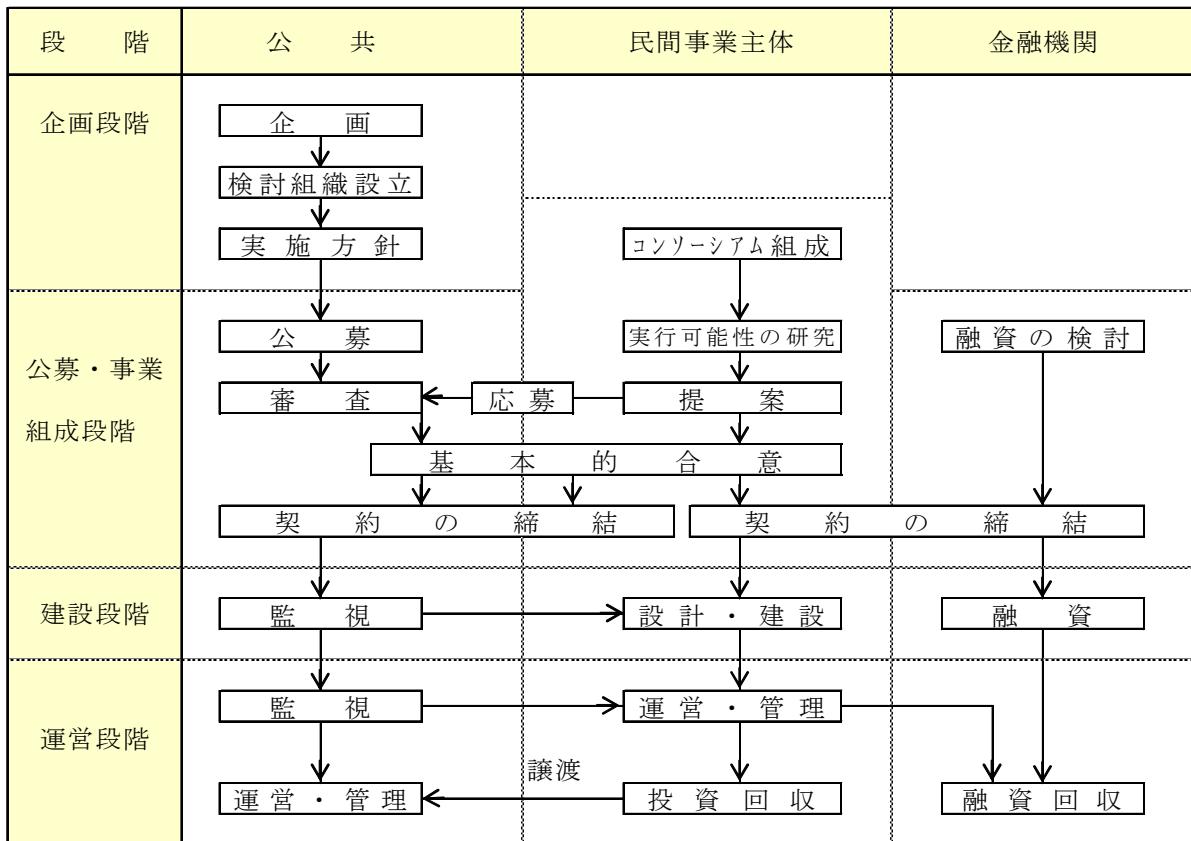 段階 公共 民間事業主体 金融機関
企画段階 企画
検討組織設立
実施方針 コンソーシアム組成
公募 実行可能性の研究 融資の検討
公募・事業
審査 応募 提案
組成段階
基本的合意
契約の締結 契約の締結
建設段階 監視 設計・建設 融資
監視 運営・管理
運営段階
譲渡
運営・管理 投資回収 融資回収